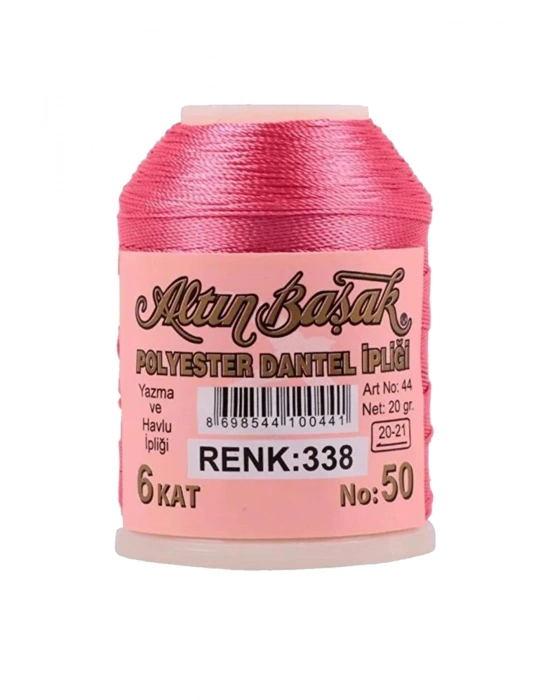 Altın Başak®
POLYESTER DANTEL İPLİĞİ
Yazma
ve
Havlu
İpliği
8 698544 100441
Art No: 44
Net: 20 gr.
20-21
RENK:338
6 KAT
No: 50